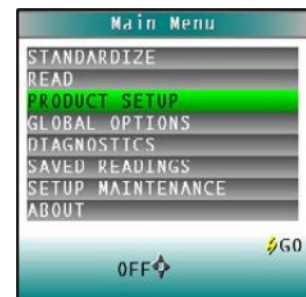 Main Menu
STANDARDIZE
READ
PRODUCT SETUP
GLOBAL OPTIONS
DIAGNOSTICS
SAVED READINGS
SETUP MAINTENANCE
ABOUT
GO
OFF